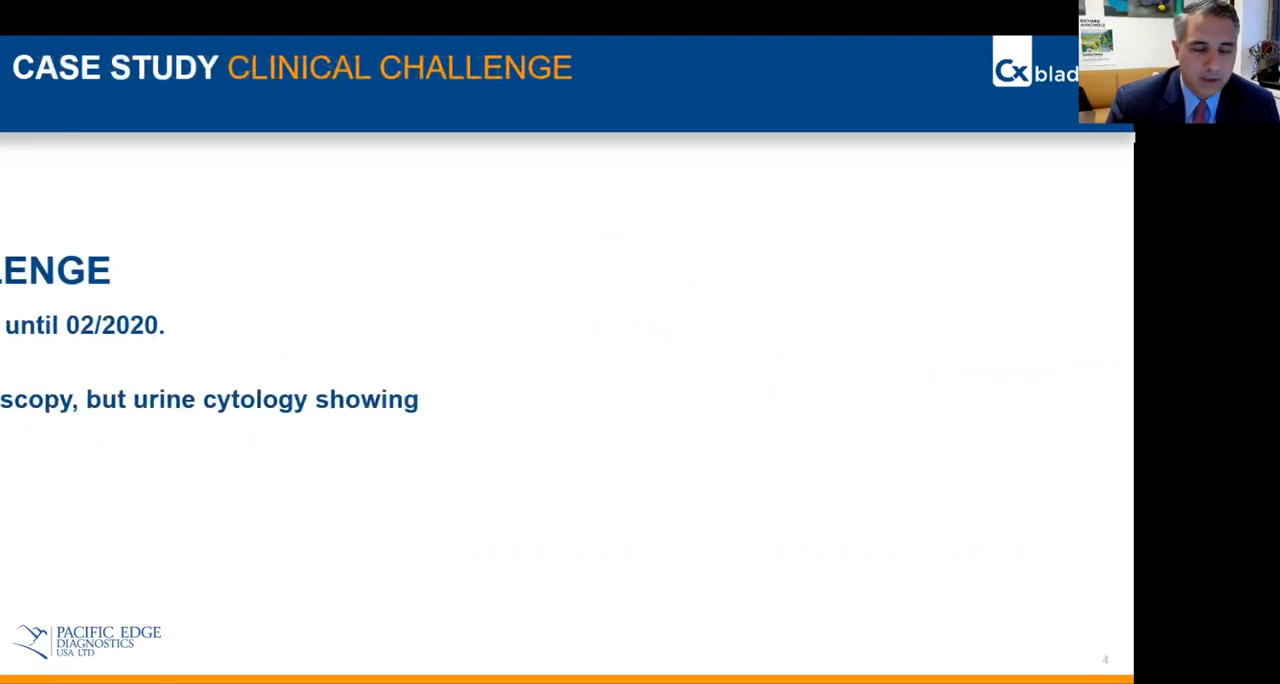 CASE STUDY CLINICAL CHALLENGE
Cx blad
RICHARD
LENGE
until 02/2020.
scopy, but urine cytology showing
PACIFIC EDGE
DIAGNOSTICS
USA LTD
4